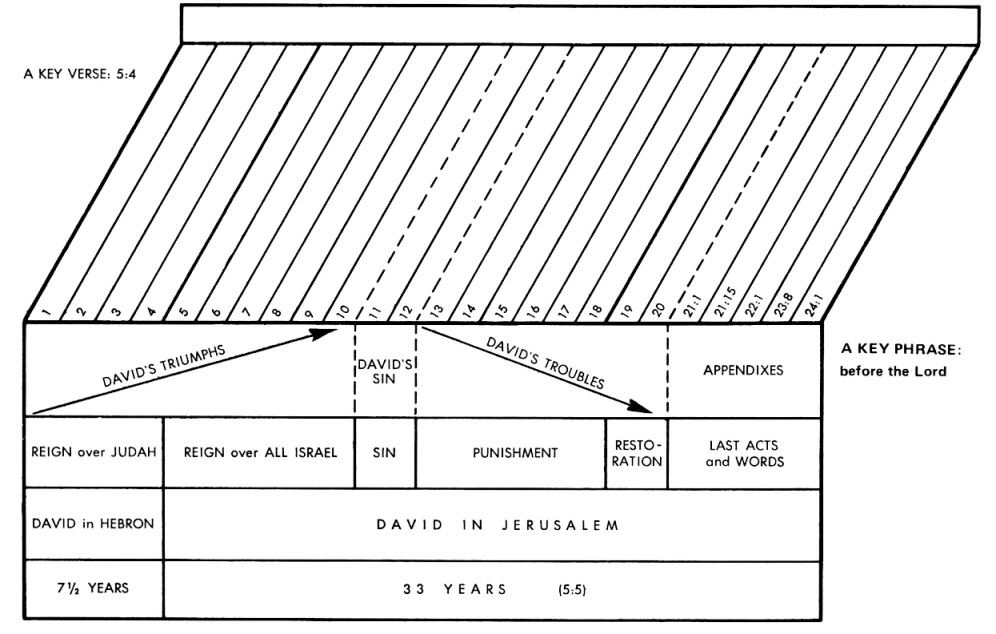 A KEY VERSE: 5:4
1 2 3 4 5 6 7 8 9 10 11 12 13 14 15 16 17 18 19 20 21:1 21:15 22:1 23:8 24:1
DAVID'S TRIUMPHS
DAVID'S
SIN
DAVID'S TROUBLES
APPENDIXES
A KEY PHRASE:
before the Lord
REIGN over JUDAH
REIGN over ALL ISRAEL
SIN
PUNISHMENT
RESTO-
RATION
LAST ACTS
and WORDS
DAVID in HEBRON
DAVID IN JERUSALEM
7½ YEARS
33 YEARS (5:5)